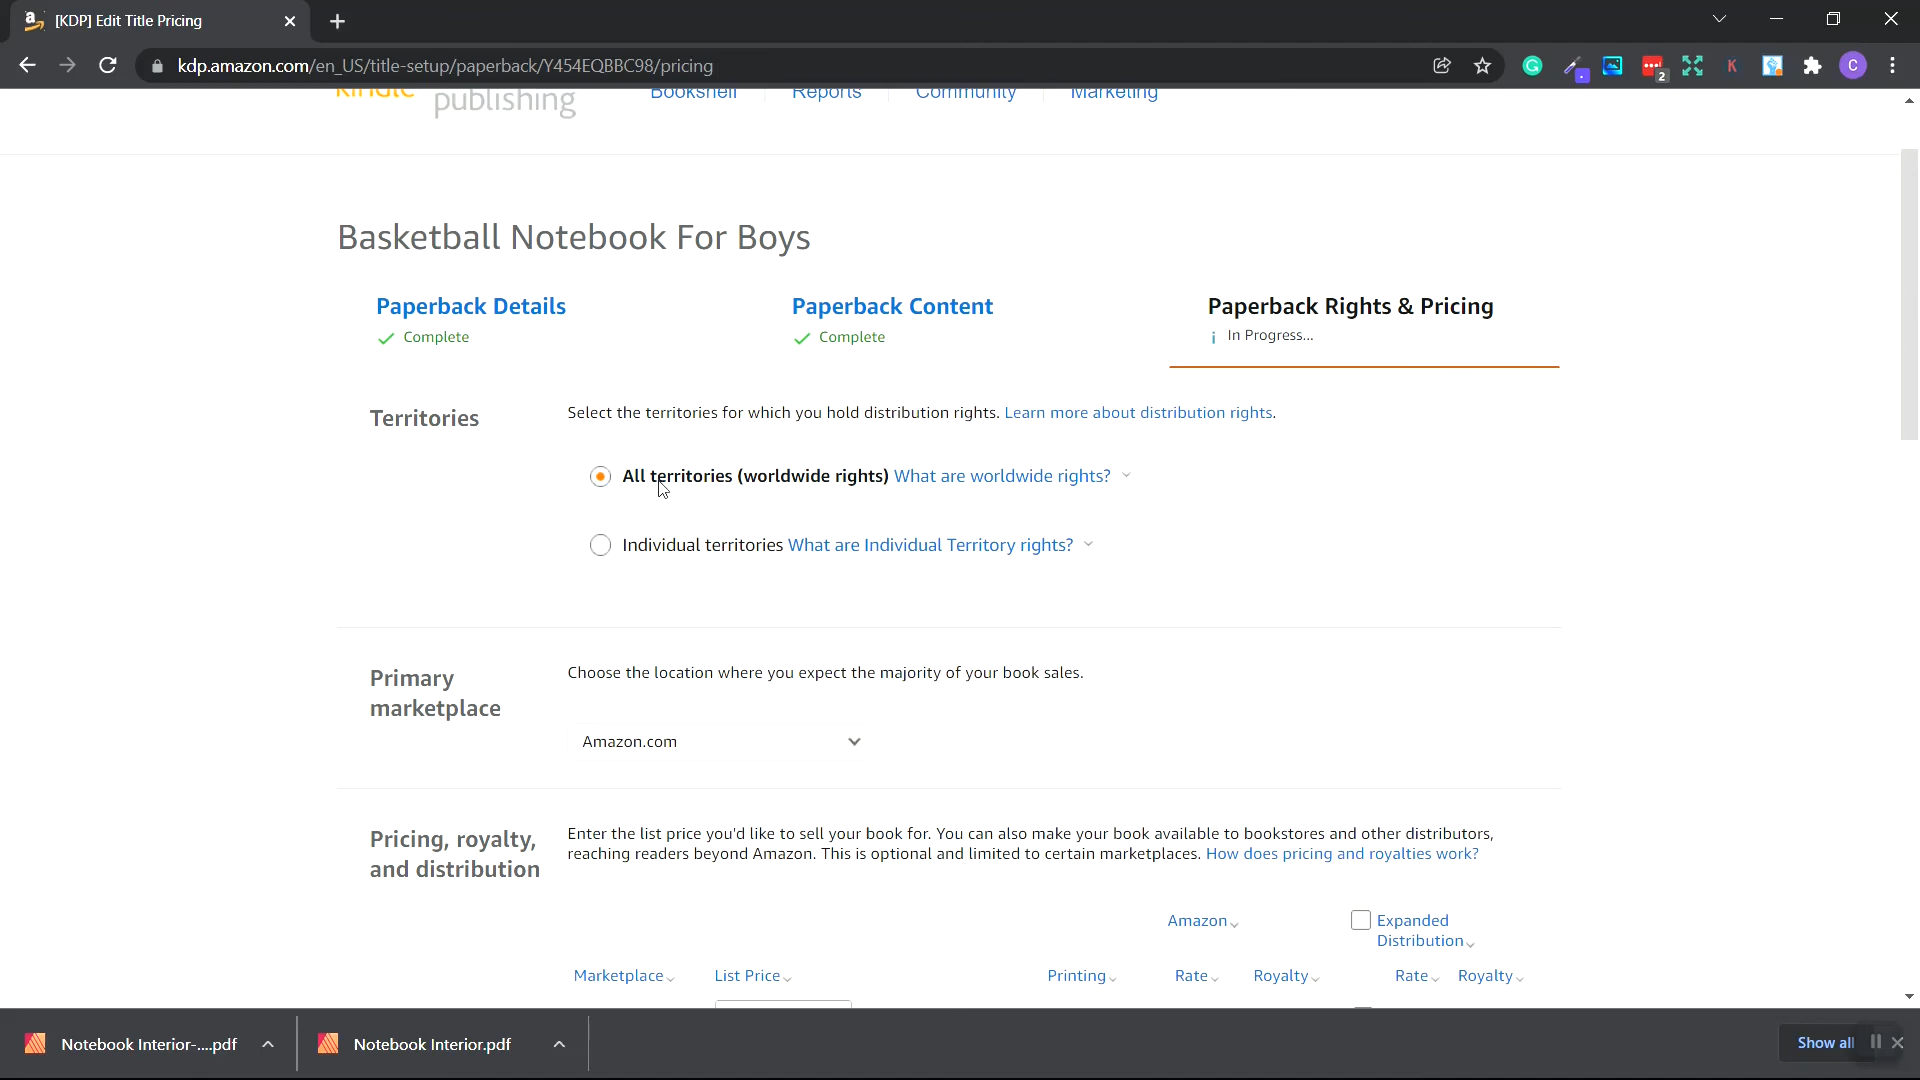 [KDP] Edit Title Pricing
kdp.amazon.com/en_US/title-setup/paperback/Y454EQBBC98/pricing
2
K
C
kindle publishing
Bookshelf Reports Community Marketing
Basketball Notebook For Boys
Paperback Details
Complete
Paperback Content
Complete
Paperback Rights & Pricing
In Progress...
Territories
Select the territories for which you hold distribution rights. Learn more about distribution rights.
All territories (worldwide rights) What are worldwide rights?
Individual territories What are Individual Territory rights?
Primary
marketplace
Choose the location where you expect the majority of your book sales.
Amazon.com
Pricing, royalty,
and distribution
Enter the list price you'd like to sell your book for. You can also make your book available to bookstores and other distributors,
reaching readers beyond Amazon. This is optional and limited to certain marketplaces. How does pricing and royalties work?
Amazon
Expanded
Distribution
Marketplace List Price Printing Rate Royalty Rate Royalty
Notebook Interior-....pdf
Notebook Interior.pdf
Show all